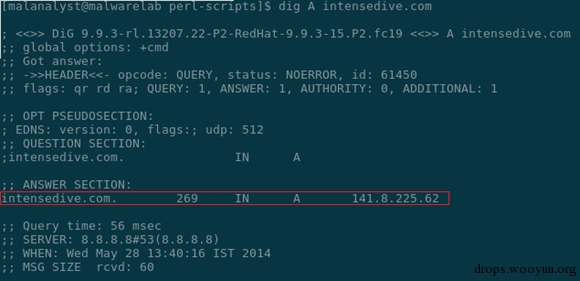 [malanalyst@malwarelab perl-scripts]$ dig A intensedive.com
; <<>> DiG 9.9.3-rl.13207.22-P2-RedHat-9.9.3-15.P2.fc19 <<>> A intensedive.com
;; global options: +cmd
;; Got answer:
;; ->>HEADER<<- opcode: QUERY, status: NOERROR, id: 61450
;; flags: qr rd ra; QUERY: 1, ANSWER: 1, AUTHORITY: 0, ADDITIONAL: 1
;; OPT PSEUDOSECTION:
; EDNS: version: 0, flags:; udp: 512
;; QUESTION SECTION:
;intensedive.com. IN A
;; ANSWER SECTION:
intensedive.com. 269 IN A 141.8.225.62
;; Query time: 56 msec
;; SERVER: 8.8.8.8#53(8.8.8.8)
;; WHEN: Wed May 28 13:40:16 IST 2014
;; MSG SIZE rcvd: 60
drops.wooyun.org